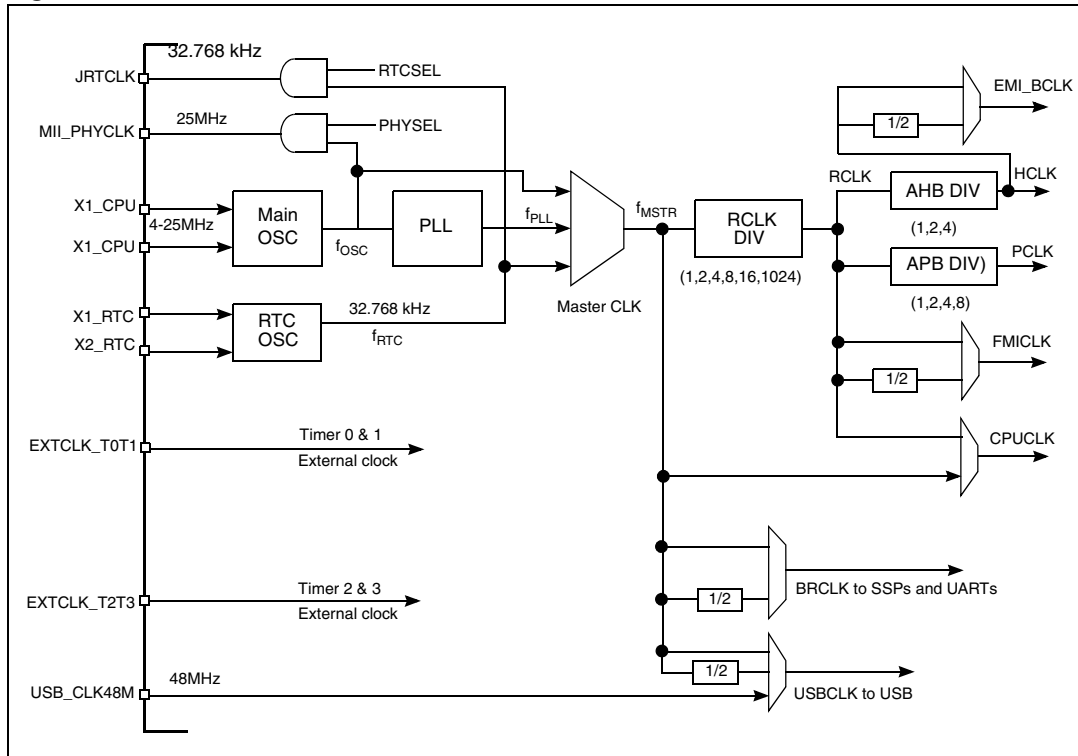 32.768 kHz
JRTCLK
RTCSEL
EMI_BCLK
MII_PHYCLK
25MHz
PHYSEL
1/2
RCLK
HCLK
X1_CPU
4-25MHz
X1_CPU
Main
OSC
fOSC
PLL
fPLL
fMSTR
RCLK
DIV
(1,2,4,8,16,1024)
AHB DIV
(1,2,4)
PCLK
APB DIV)
(1,2,4,8)
Master CLK
X1_RTC
X2_RTC
RTC
OSC
32.768 kHz
fRTC
FMICLK
1/2
EXTCLK_T0T1
Timer 0 & 1
External clock
CPUCLK
EXTCLK_T2T3
Timer 2 & 3
External clock
1/2
BRCLK to SSPs and UARTs
USB_CLK48M
48MHz
1/2
USBCLK to USB